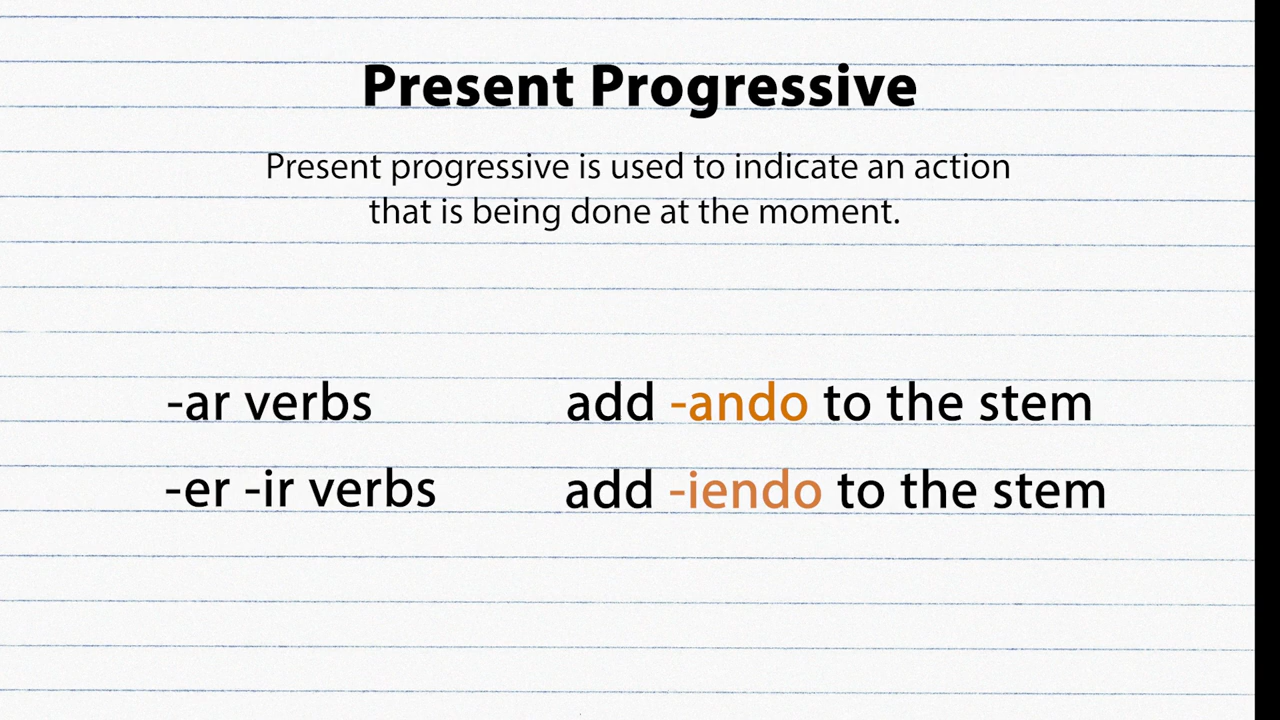 Present Progressive
Present progressive is used to indicate an action
that is being done at the moment.
-ar verbs add -ando to the stem
-er -ir verbs add -iendo to the stem